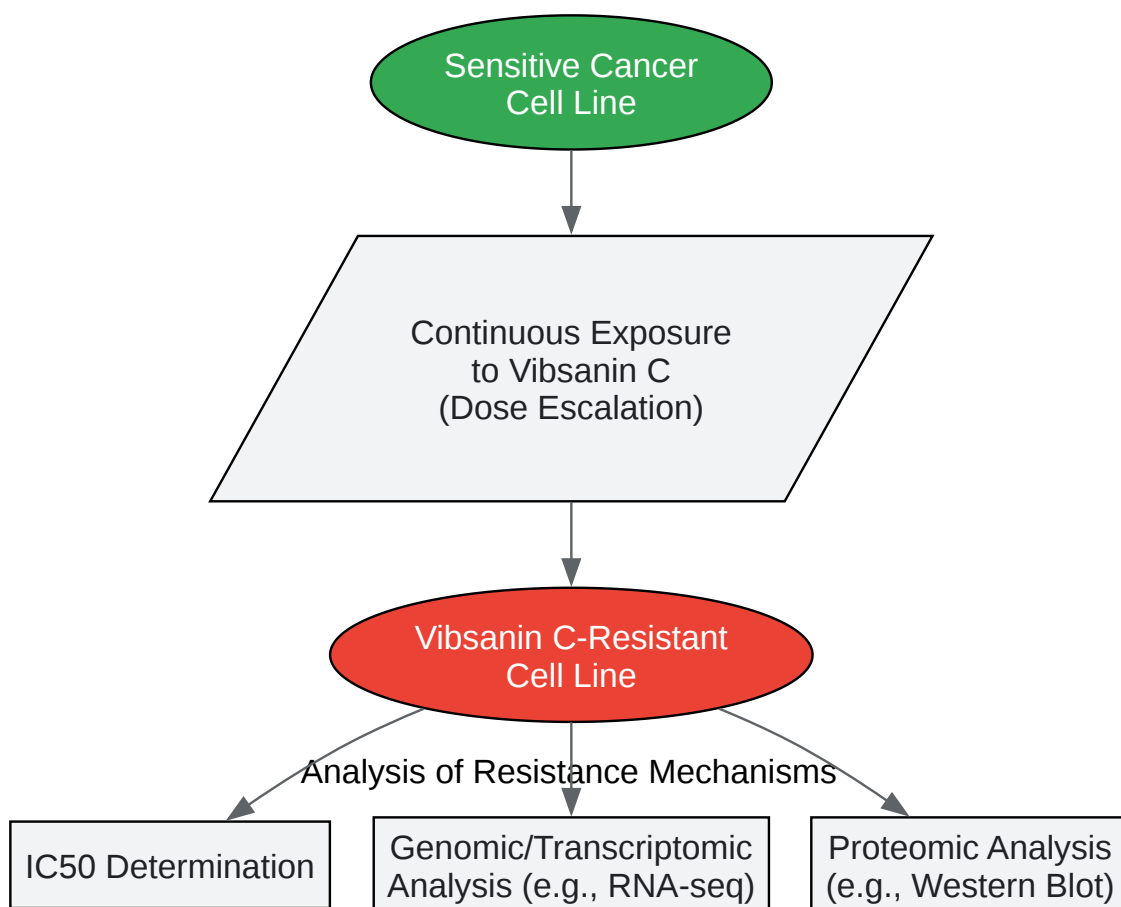 Sensitive Cancer
Cell Line
Continuous Exposure
to Vibsanin C
(Dose Escalation)
Vibsanin C-Resistant
Cell Line
Analysis of Resistance Mechanisms
IC50 Determination
Genomic/Transcriptomic
Analysis (e.g., RNA-seq)
Proteomic Analysis
(e.g., Western Blot)